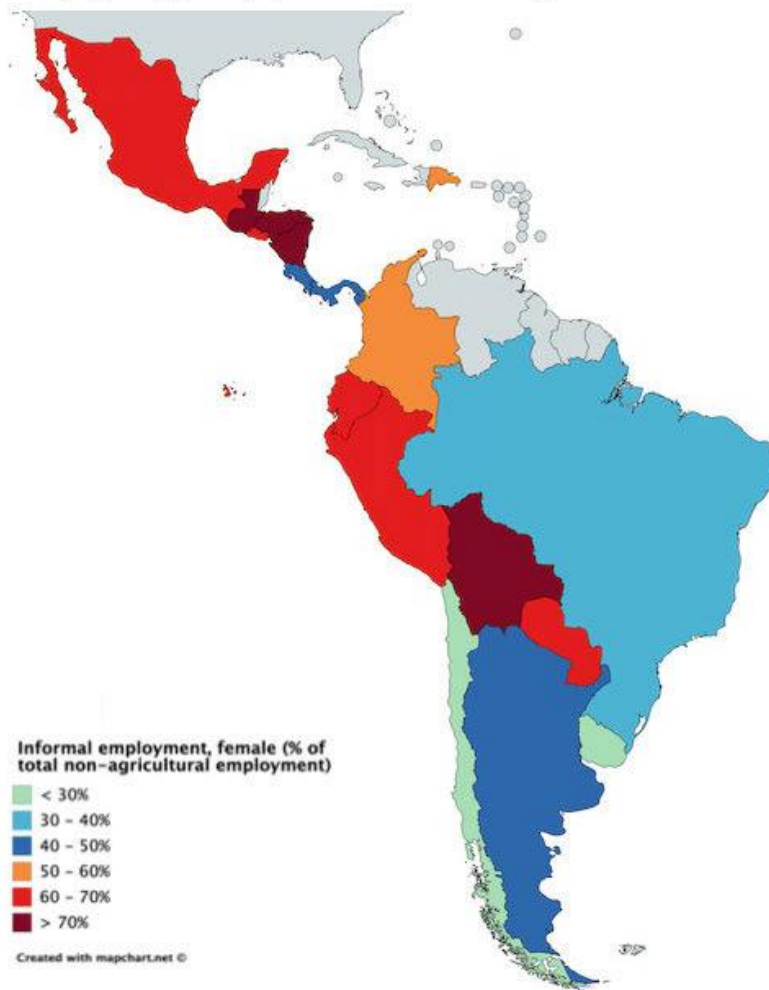 Informal employment, female (% of
total non-agricultural employment)
< 30%
30 - 40%
40 - 50%
50 - 60%
60 - 70%
> 70%
Created with mapchart.net ©